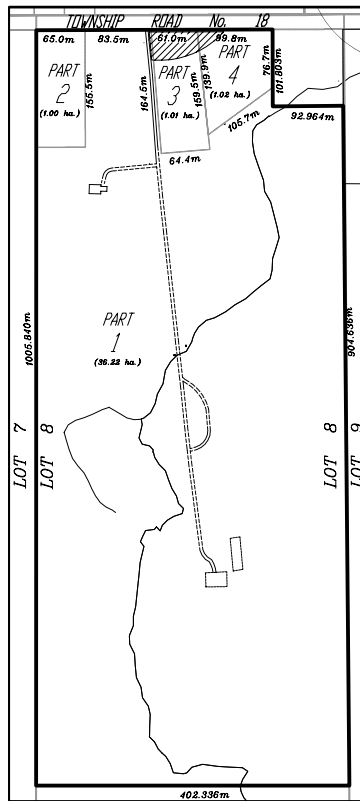 TOWNSHIP ROAD No. 18
65.0m 83.5m 61.0m 99.8m
PART 2 (1.00 ha.)
155.5m
164.5m
PART 3 (1.01 ha.)
159.5m
139.9m
PART 4 (1.02 ha.)
76.7m
101.803m
105.7m
92.964m
64.4m
PART 1 (36.22 ha.)
1005.840m
904.636m
LOT 7
LOT 8
LOT 8
LOT 9
402.336m